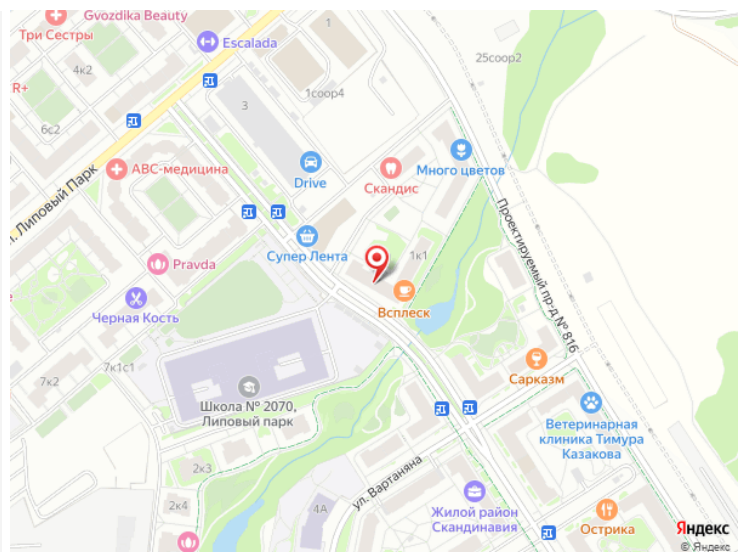 Gvozdika Beauty
Три Сестры
Escalada
25соор2
4к2
R+
1
1соор4
3
6с2
АВС-медицина
л. Липовый Парк
Drive
Скандис
Много цветов
Проектируемый пр-д № 816
Супер Лента
1к1
Pravda
е
Всплеск
Черная Кость
7к2
7к1с1
Сарказм
Школа № 2070,
Липовый парк
Ветеринарная
клиника Тимура
Казакова
2к3
ул. Вартаняна
2к4
4А
Жилой район
Скандинавия
Острика
Яндекс
© Яндекс